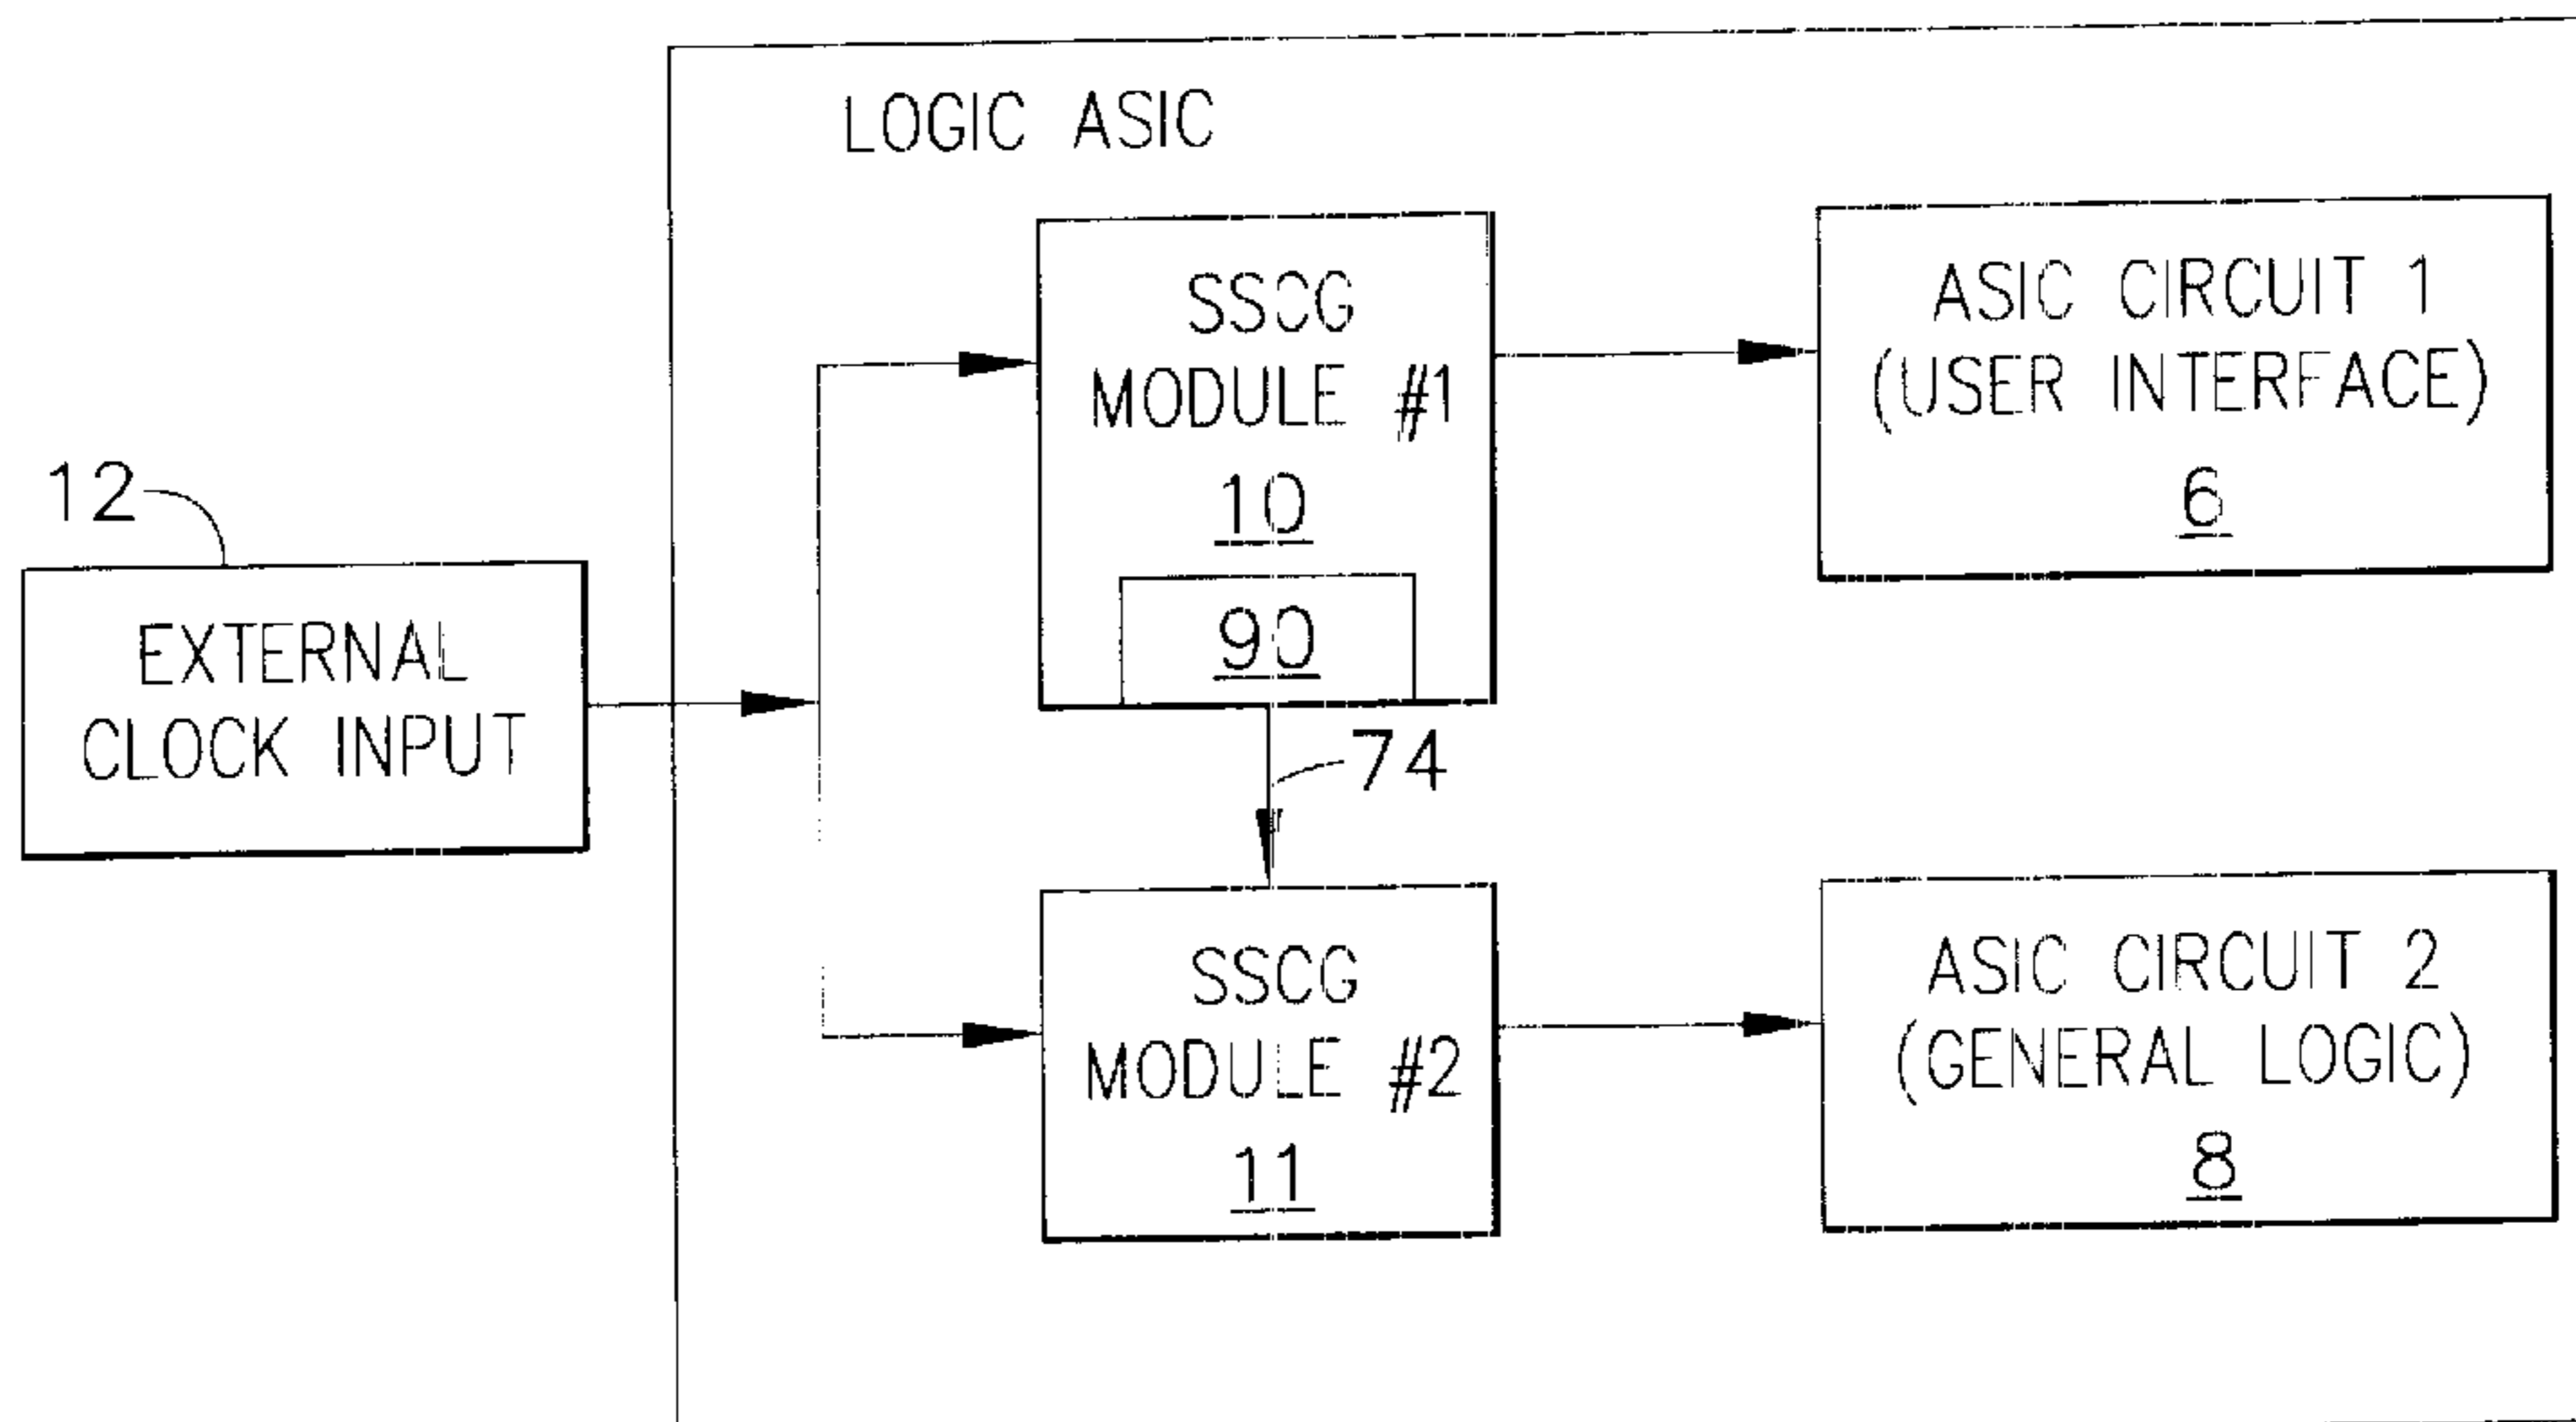 LOGIC ASIC
12
EXTERNAL
CLOCK INPUT
SSCG
MODULE #1
10
90
74
SSCG
MODULE #2
11
ASIC CIRCUIT 1
(USER INTERFACE)
6
ASIC CIRCUIT 2
(GENERAL LOGIC)
8